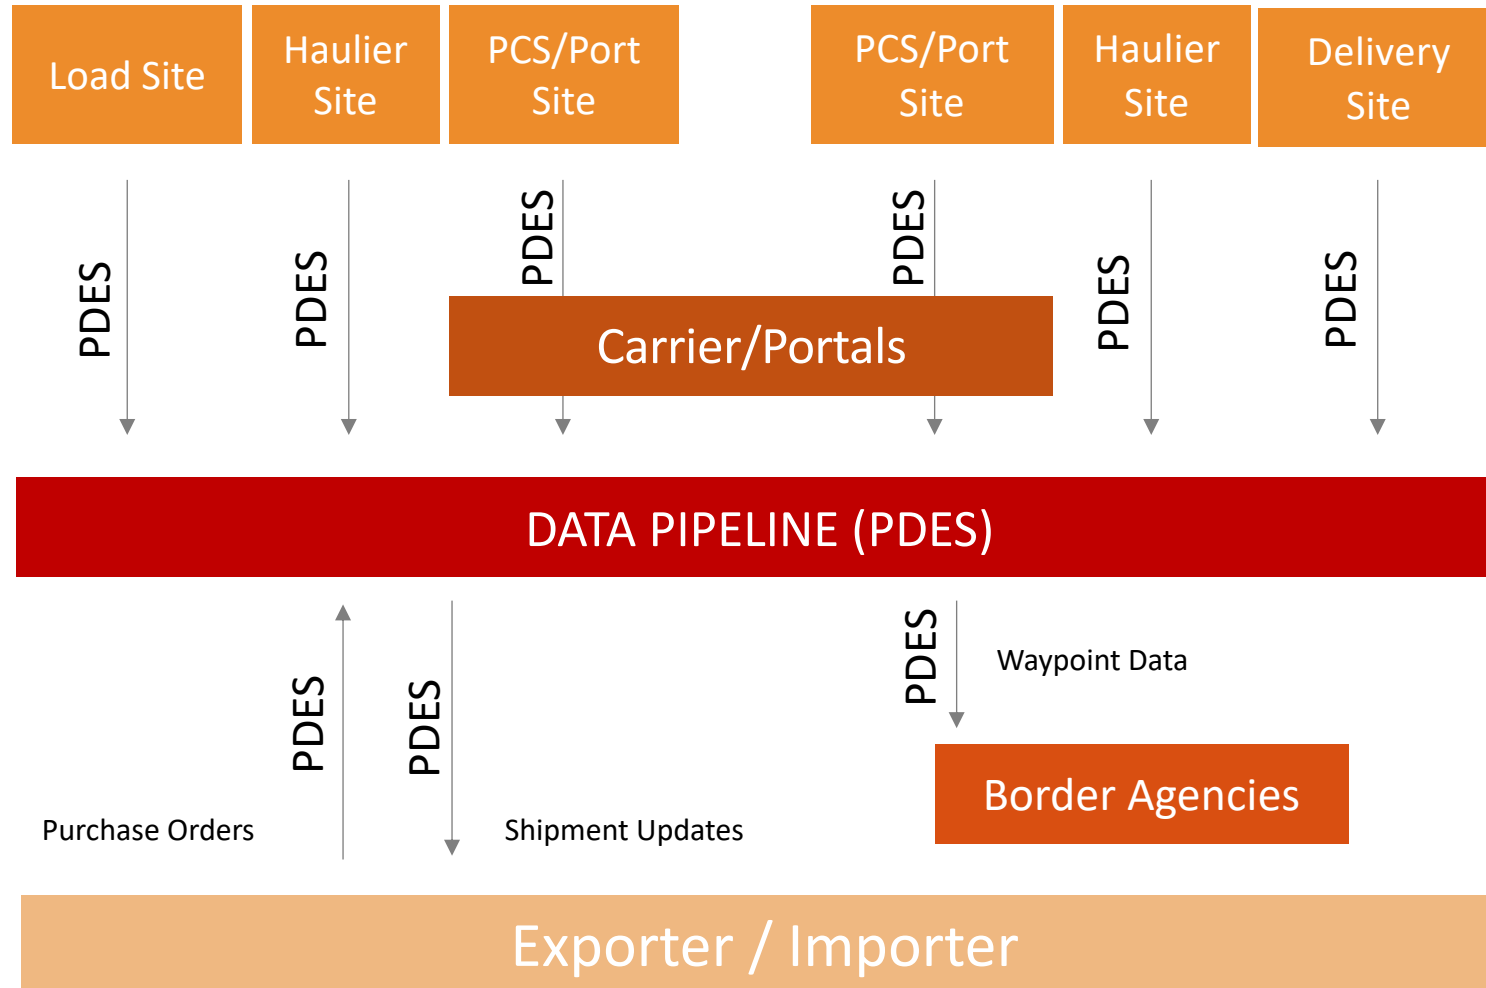 Load Site
Haulier
Site
PCS/Port
Site
PCS/Port
Site
Haulier
Site
Delivery
Site
PDES
PDES
PDES
PDES
PDES
PDES
Carrier/Portals
DATA PIPELINE (PDES)
PDES
PDES
PDES
Waypoint Data
Border Agencies
Purchase Orders
Shipment Updates
Exporter / Importer